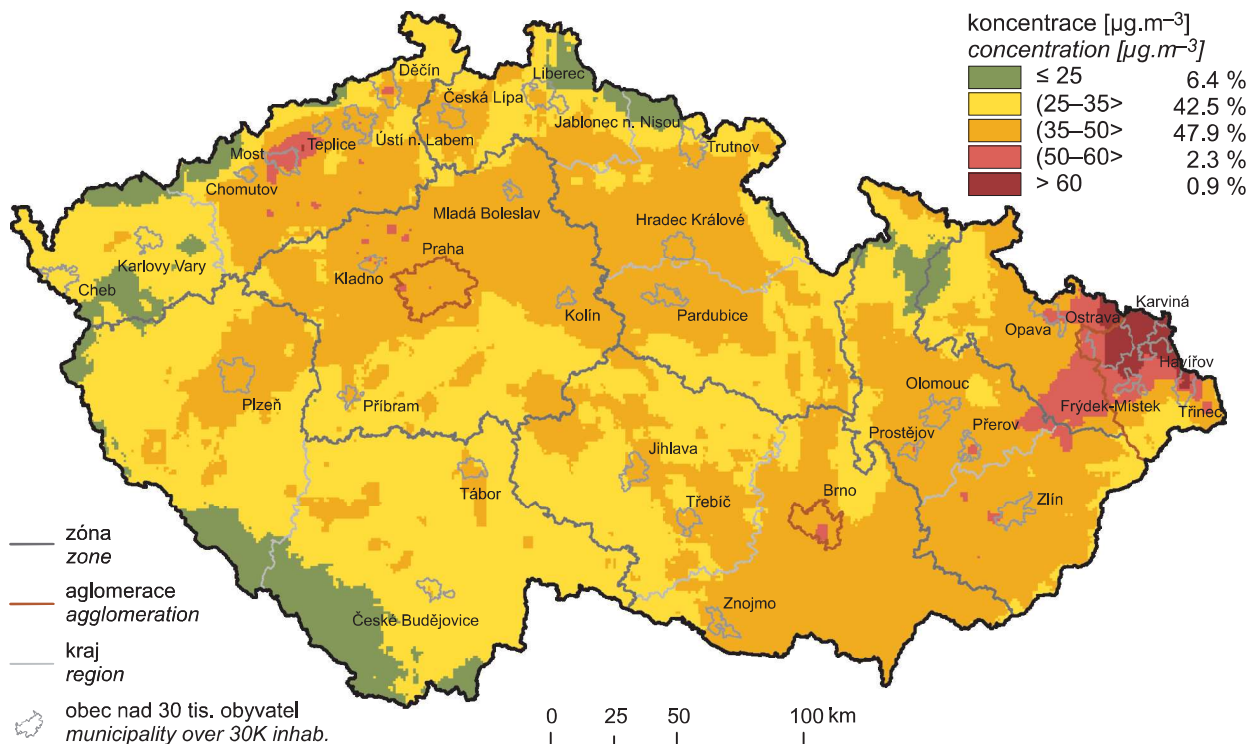 koncentrace [µg.m–3]
concentration [µg.m–3]
≤ 25 6.4 %
(25–35> 42.5 %
(35–50> 47.9 %
(50–60> 2.3 %
> 60 0.9 %
Děčín
Liberec
Česká Lípa
Jablonec n. Nisou
Teplice
Ústí n. Labem
Most
Trutnov
Chomutov
Mladá Boleslav
Hradec Králové
Karlovy Vary
Praha
Kladno
Cheb
Kolín
Pardubice
Karviná
Ostrava
Opava
Havířov
Olomouc
Frýdek-Místek
Třinec
Plzeň
Příbram
Prostějov
Přerov
Jihlava
Tábor
Třebíč
Brno
Zlín
České Budějovice
Znojmo
zóna
zone
aglomerace
agglomeration
kraj
region
obec nad 30 tis. obyvatel
municipality over 30K inhab.
0 25 50 100 km